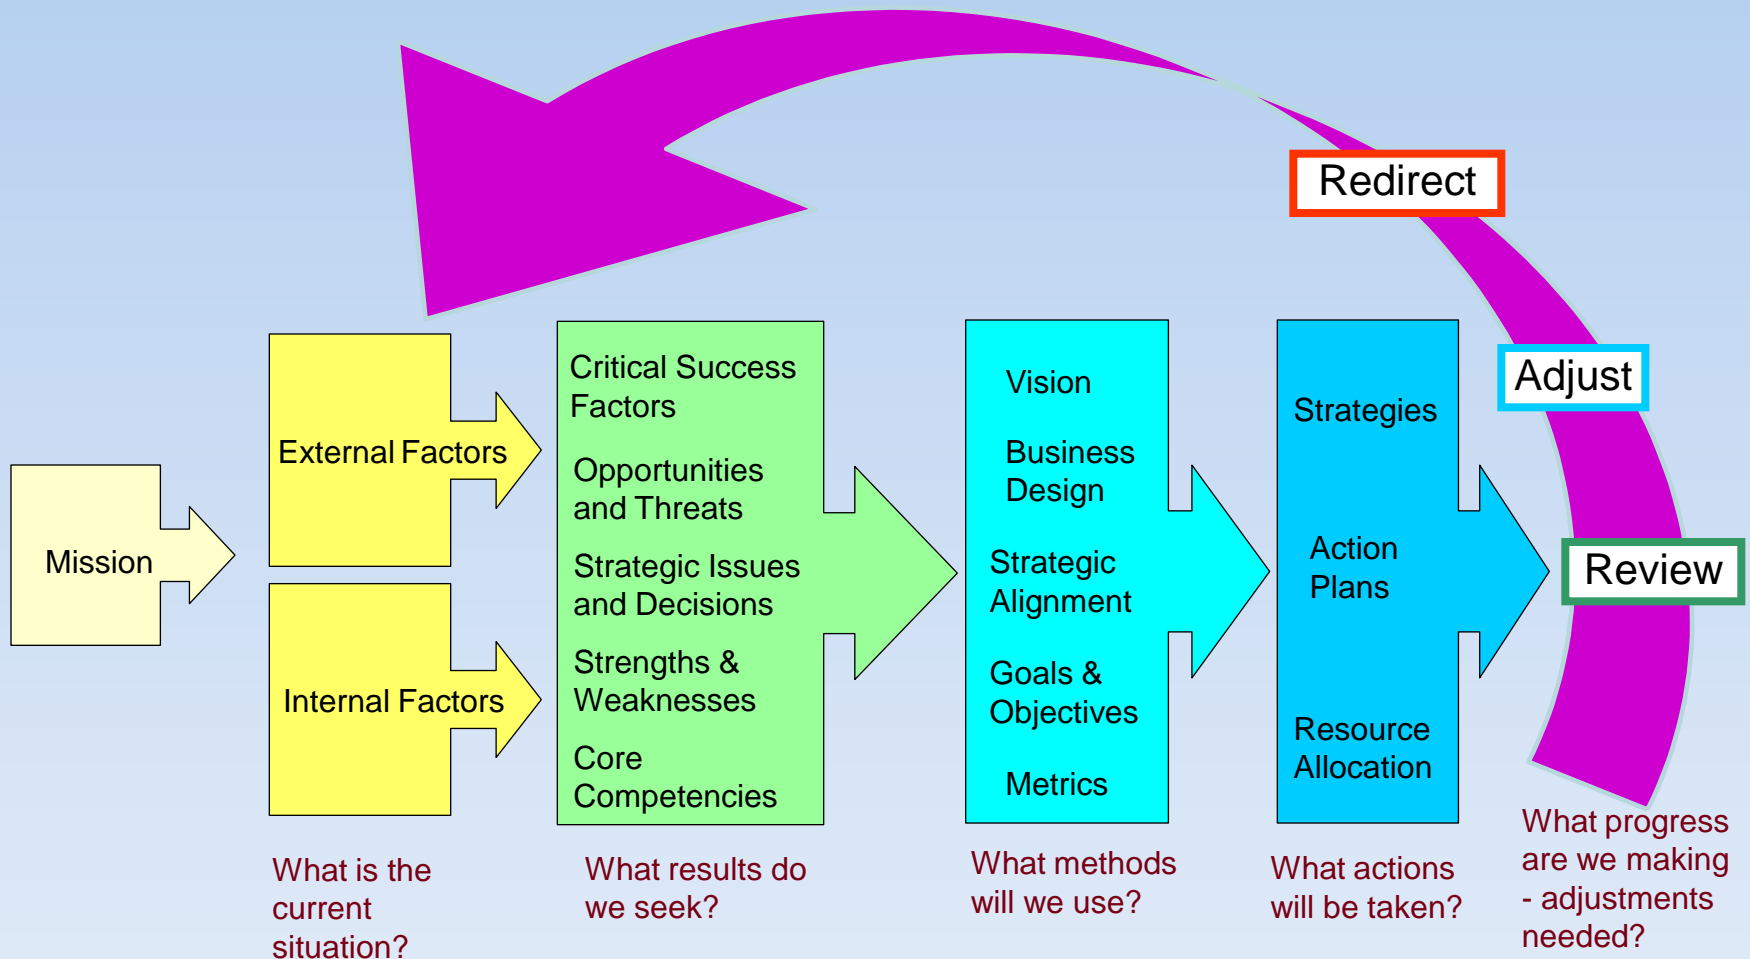 Redirect
Adjust
Review
Mission
External Factors
Internal Factors
Critical Success
Factors
Opportunities
and Threats
Strategic Issues
and Decisions
Strengths &
Weaknesses
Core
Competencies
Vision
Business
Design
Strategic
Alignment
Goals &
Objectives
Metrics
Strategies
Action
Plans
Resource
Allocation
What is the
current
situation?
What results do
we seek?
What methods
will we use?
What actions
will be taken?
What progress
are we making
- adjustments
needed?